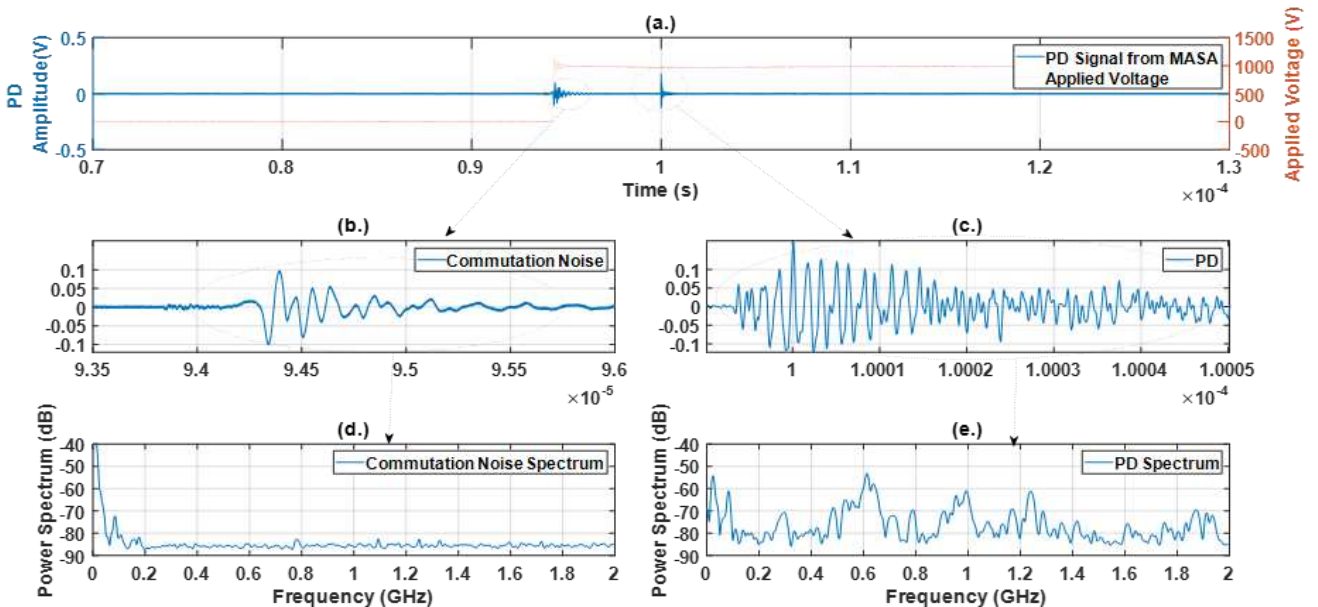 (a.)
PD
Amplitude(V)
0.5
0
-0.5
PD Signal from MASA
Applied Voltage
1500
1000
500
0
-500
Applied Voltage (V)
0.7 0.8 0.9 1 1.1 1.2 1.3
Time (s)
×10⁻⁴
(b.)
0.1
0.05
0
-0.05
-0.1
Commutation Noise
9.35 9.4 9.45 9.5 9.55 9.6
×10⁻⁵
(c.)
0.1
0.05
0
-0.05
-0.1
PD
1 1.0001 1.0002 1.0003 1.0004 1.0005
×10⁻⁴
(d.)
Power Spectrum (dB)
-40
-50
-60
-70
-80
-90
Commutation Noise Spectrum
0 0.2 0.4 0.6 0.8 1 1.2 1.4 1.6 1.8 2
Frequency (GHz)
(e.)
Power Spectrum (dB)
-40
-50
-60
-70
-80
-90
PD Spectrum
0 0.2 0.4 0.6 0.8 1 1.2 1.4 1.6 1.8 2
Frequency (GHz)